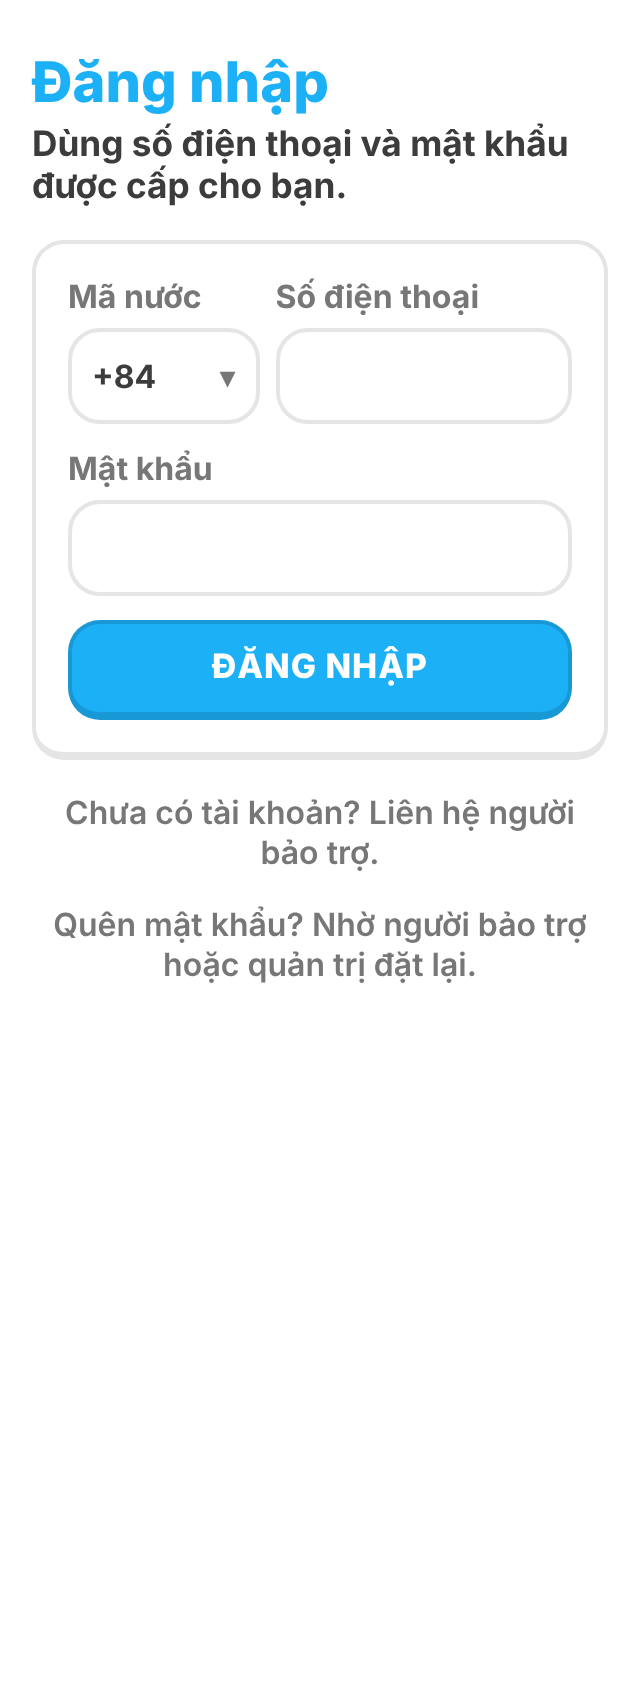 Đăng nhập
Dùng số điện thoại và mật khẩu
được cấp cho bạn.
Mã nước
Số điện thoại
+84 ▼
Mật khẩu
ĐĂNG NHẬP
Chưa có tài khoản? Liên hệ người
bảo trợ.
Quên mật khẩu? Nhờ người bảo trợ
hoặc quản trị đặt lại.